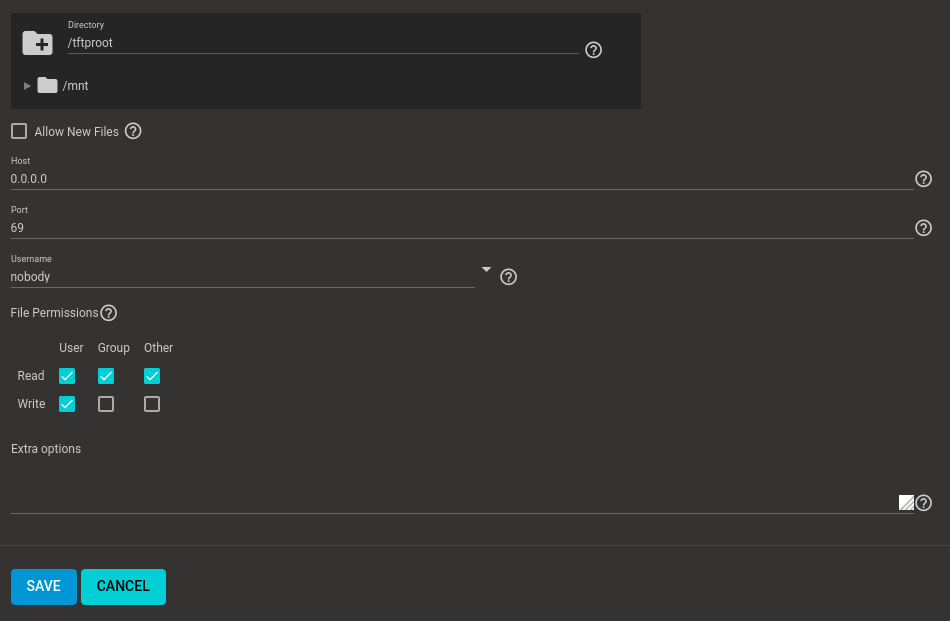 Directory
/tftproot
/mnt
Allow New Files
Host
0.0.0.0
Port
69
Username
nobody
File Permissions
User Group Other
Read
Write
Extra options
SAVE CANCEL